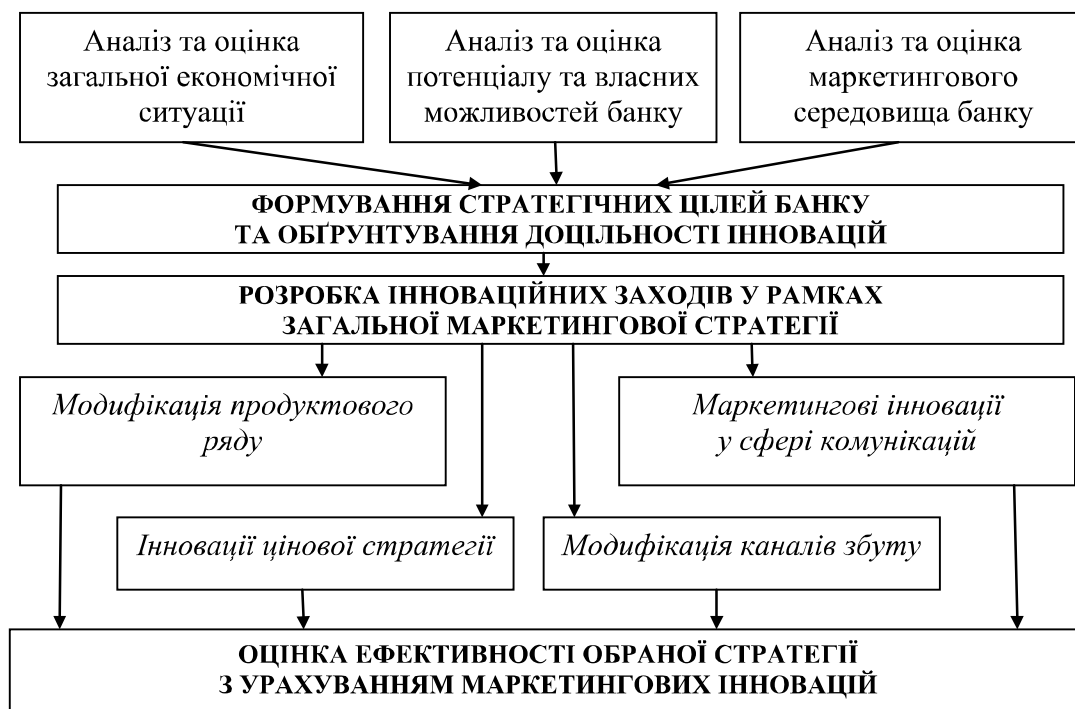 Аналіз та оцінка
загальної економічної
ситуації
Аналіз та оцінка
потенціалу та власних
можливостей банку
Аналіз та оцінка
маркетингового
середовища банку
ФОРМУВАННЯ СТРАТЕГІЧНИХ ЦІЛЕЙ БАНКУ
ТА ОБҐРУНТУВАННЯ ДОЦІЛЬНОСТІ ІННОВАЦІЙ
РОЗРОБКА ІННОВАЦІЙНИХ ЗАХОДІВ У РАМКАХ
ЗАГАЛЬНОЇ МАРКЕТИНГОВОЇ СТРАТЕГІЇ
Модифікація продуктового
ряду
Маркетингові інновації
у сфері комунікацій
Інновації цінової стратегії
Модифікація каналів збуту
ОЦІНКА ЕФЕКТИВНОСТІ ОБРАНОЇ СТРАТЕГІЇ
З УРАХУВАННЯМ МАРКЕТИНГОВИХ ІННОВАЦІЙ